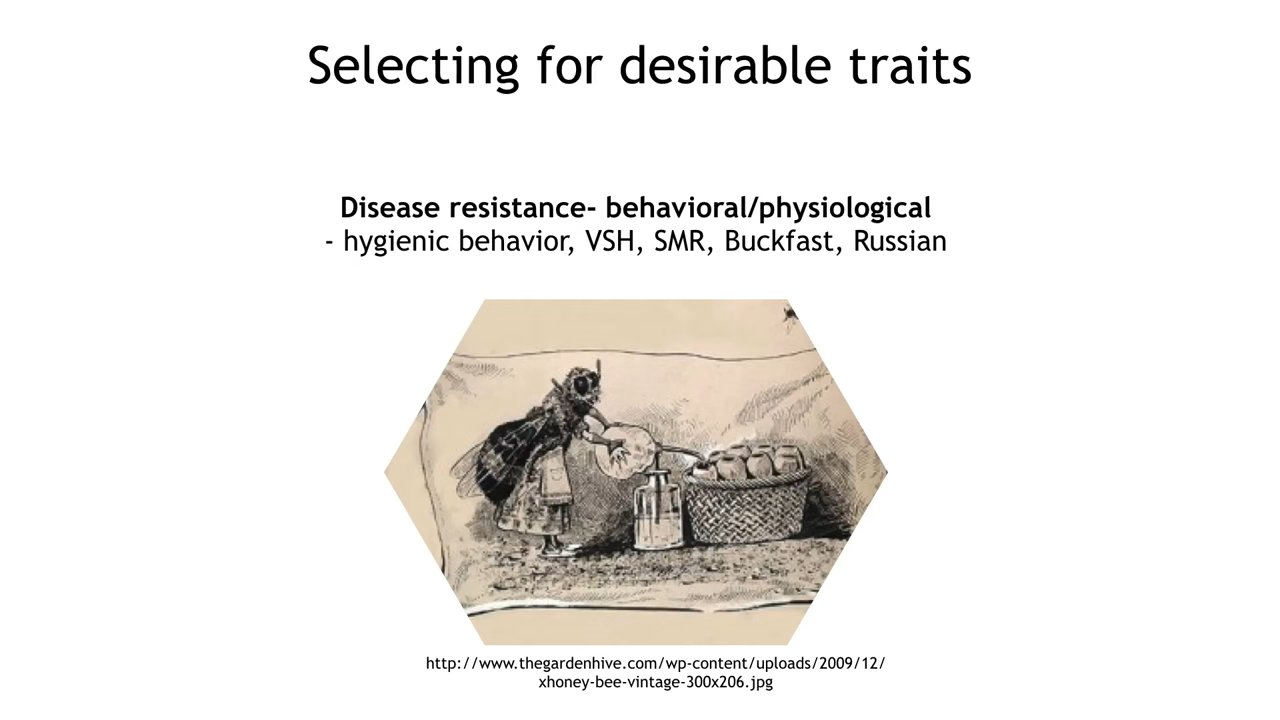 Selecting for desirable traits
Disease resistance- behavioral/physiological
- hygienic behavior, VSH, SMR, Buckfast, Russian
http://www.thegardenhive.com/wp-content/uploads/2009/12/
xhoney-bee-vintage-300x206.jpg